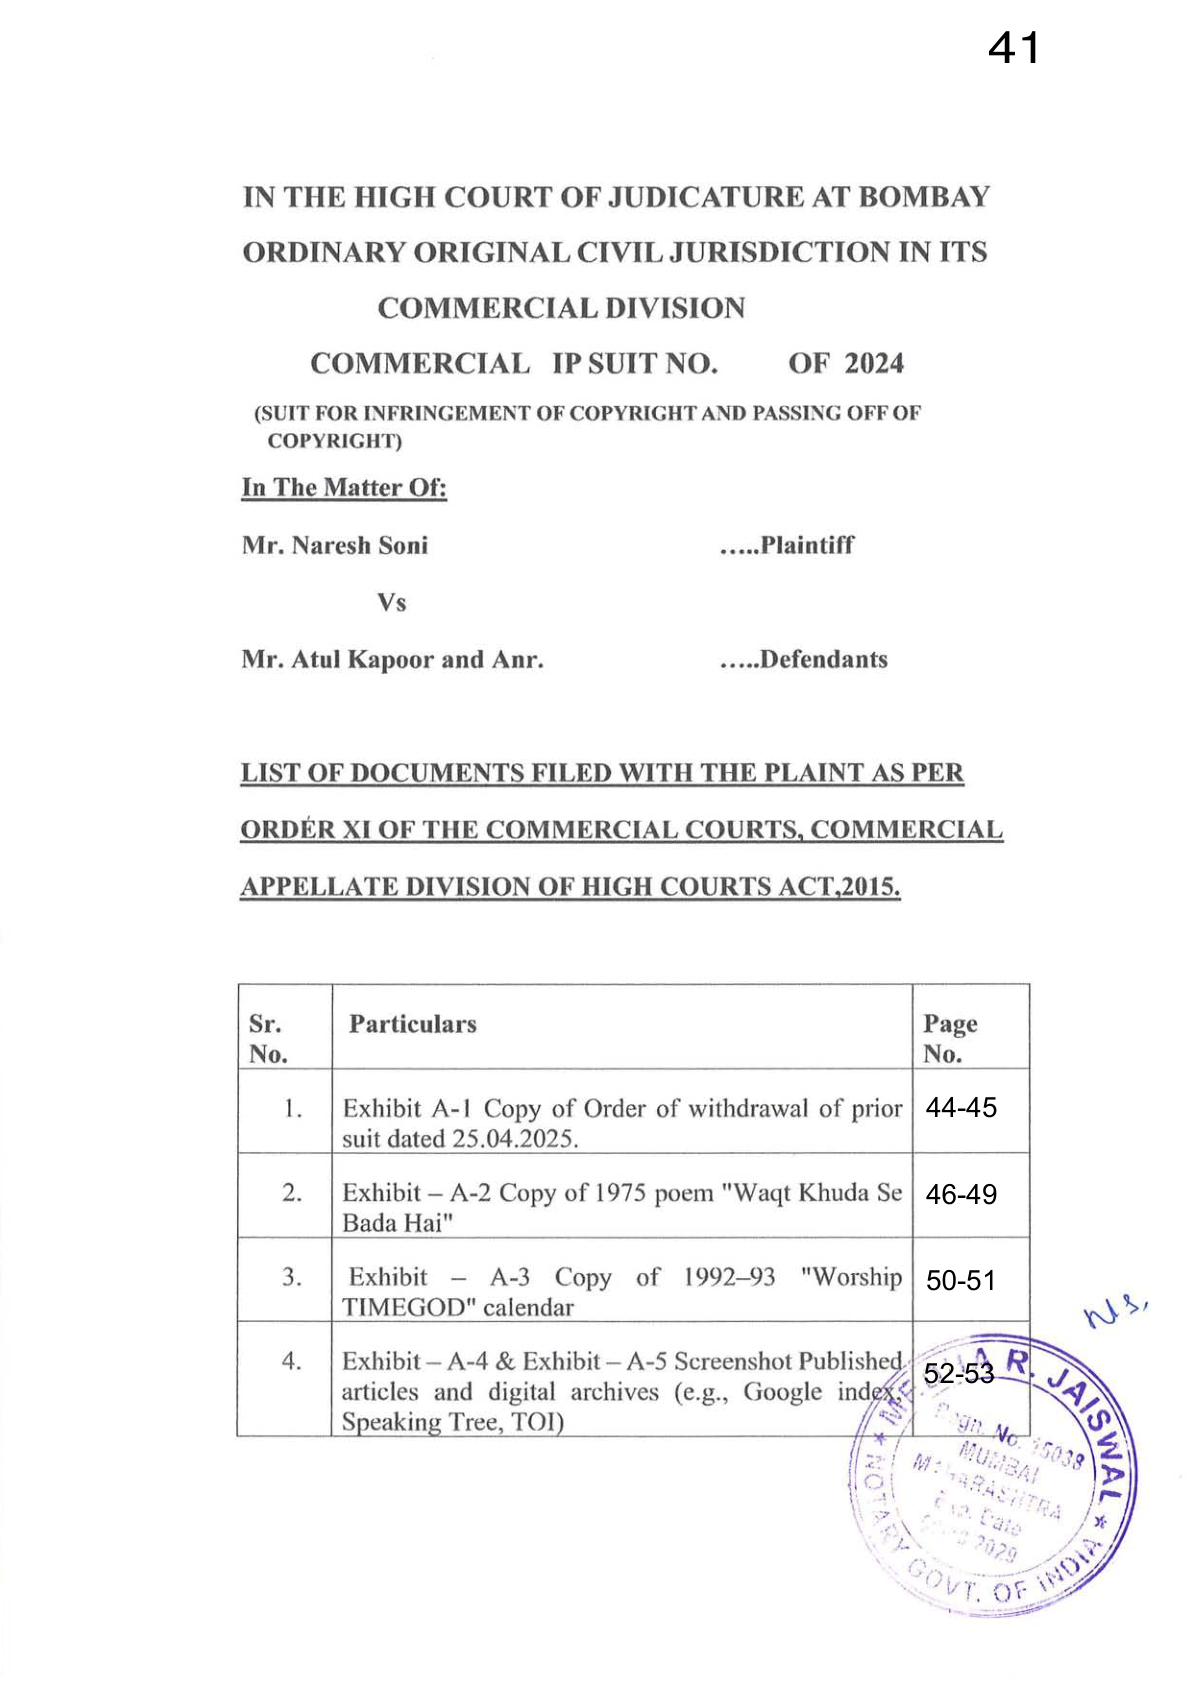 41
IN THE HIGH COURT OF JUDICATURE AT BOMBAY
ORDINARY ORIGINAL CIVIL JURISDICTION IN ITS
COMMERCIAL DIVISION
COMMERCIAL IP SUIT NO. OF 2024
(SUIT FOR INFRINGEMENT OF COPYRIGHT AND PASSING OFF OF
COPYRIGHT)
In The Matter Of:
Mr. Naresh Soni …..Plaintiff
Vs
Mr. Atul Kapoor and Anr. …..Defendants
LIST OF DOCUMENTS FILED WITH THE PLAINT AS PER
ORDER XI OF THE COMMERCIAL COURTS, COMMERCIAL
APPELLATE DIVISION OF HIGH COURTS ACT,2015.
Sr. Particulars Page
No. No.
1. Exhibit A-1 Copy of Order of withdrawal of prior 44-45
suit dated 25.04.2025.
2. Exhibit – A-2 Copy of 1975 poem "Waqt Khuda Se 46-49
Bada Hai"
3. Exhibit – A-3 Copy of 1992–93 "Worship 50-51
TIMEGOD" calendar
4. Exhibit – A-4 & Exhibit – A-5 Screenshot Published 52-53
articles and digital archives (e.g., Google index,
Speaking Tree, TOI)
R. JAISWAL
Regn. No. 15038
MUMBAI
MAHARASHTRA
Exp. Date
2029
NOTARY GOVT. OF INDIA